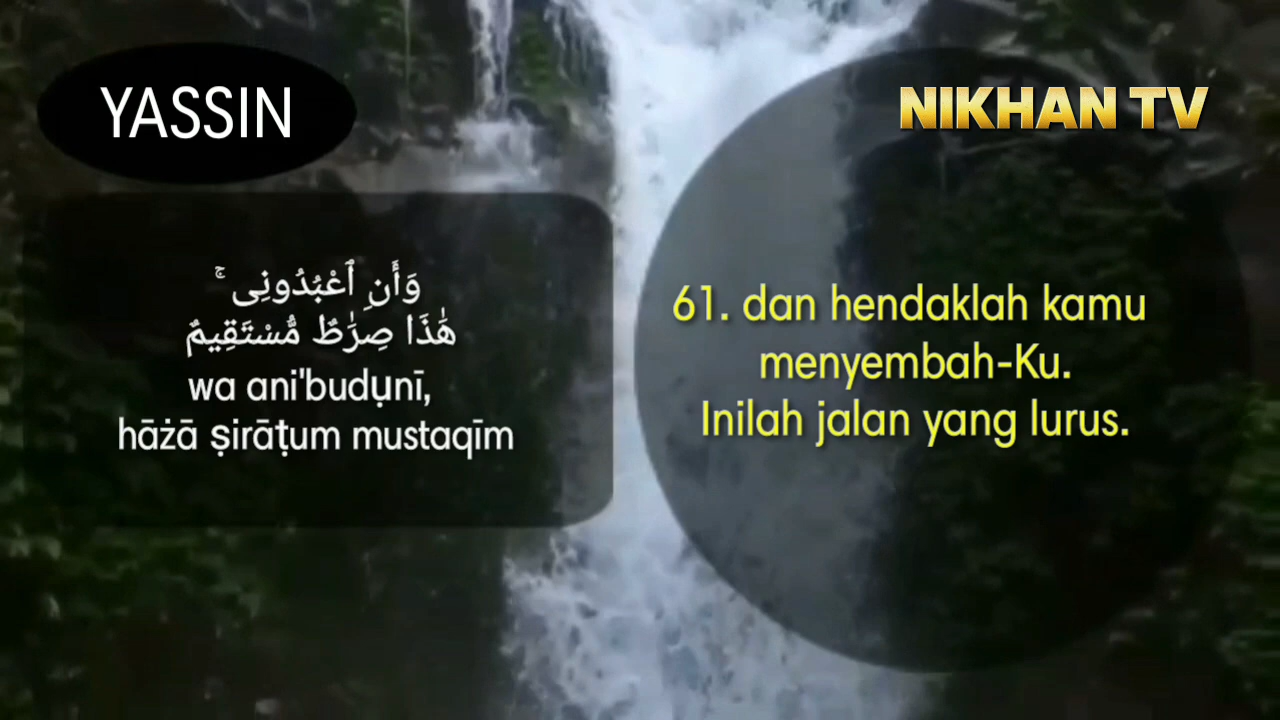 YASSIN
NIKHAN TV
وَأَنِ ٱعْبُدُونِى ۚ
هَٰذَا صِرَٰطٌ مُّسْتَقِيمٌ
wa ani'budụnī,
hāżā ṣirāṭum mustaqīm
61. dan hendaklah kamu
menyembah-Ku.
Inilah jalan yang lurus.